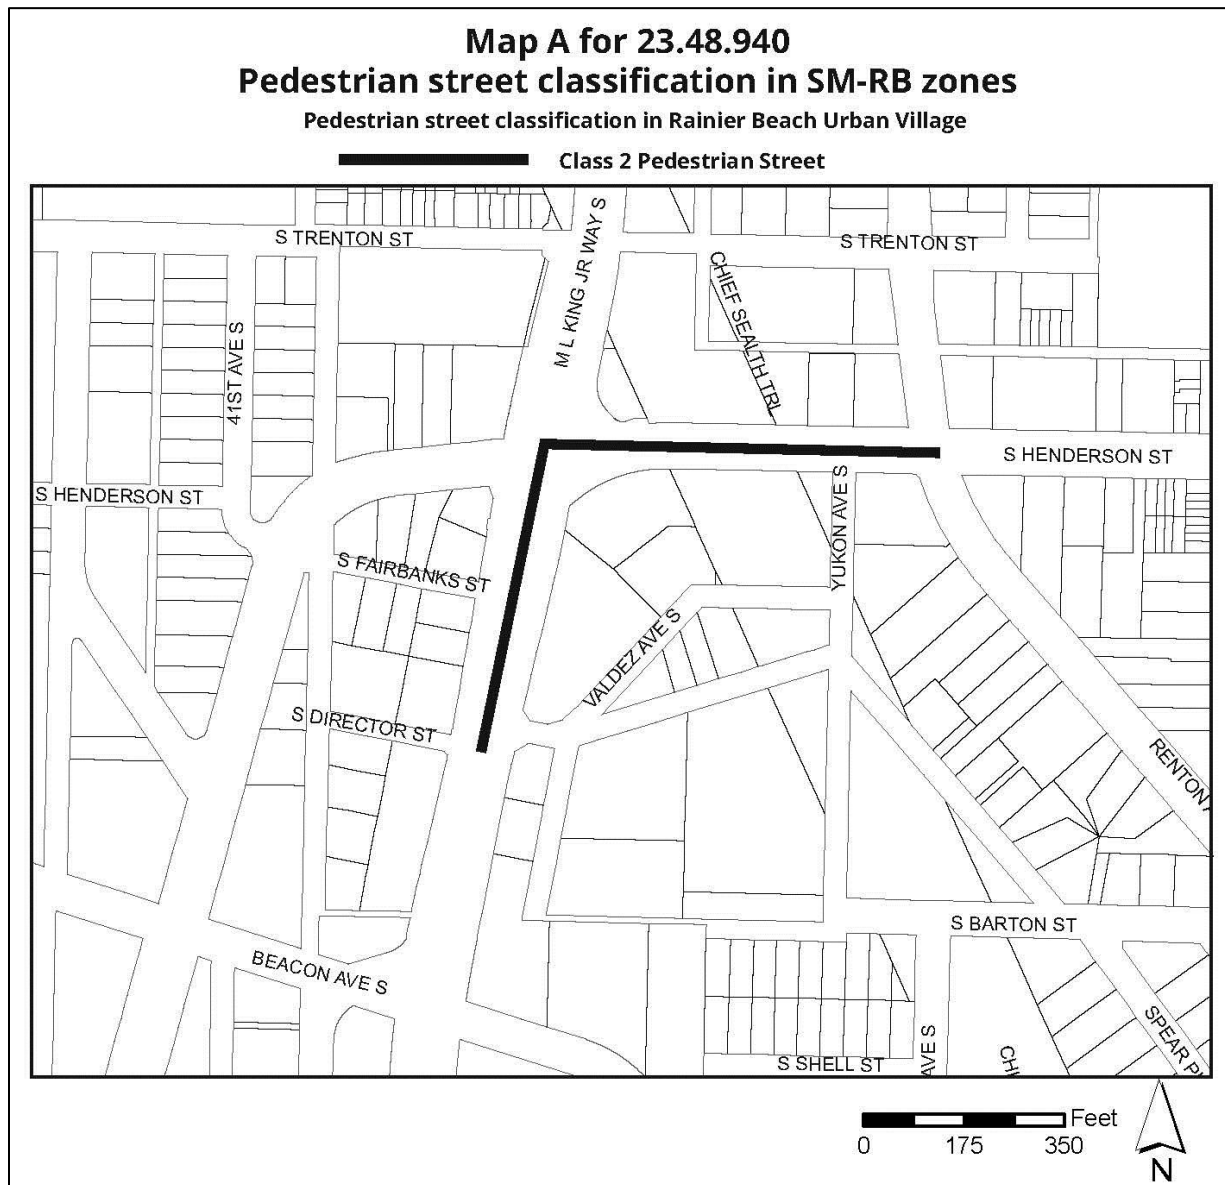 Map A for 23.48.940
Pedestrian street classification in SM-RB zones
Pedestrian street classification in Rainier Beach Urban Village
Class 2 Pedestrian Street
S TRENTON ST
M L KING JR WAY S
S TRENTON ST
CHIEF SEALTH TRL
41ST AVE S
S HENDERSON ST
S HENDERSON ST
YUKON AVE S
S FAIRBANKS ST
VALDEZ AVE S
S DIRECTOR ST
RENTON A
S BARTON ST
BEACON AVE S
SPEAR P
AVE S
CHI
S SHELL ST
Feet
0 175 350
N